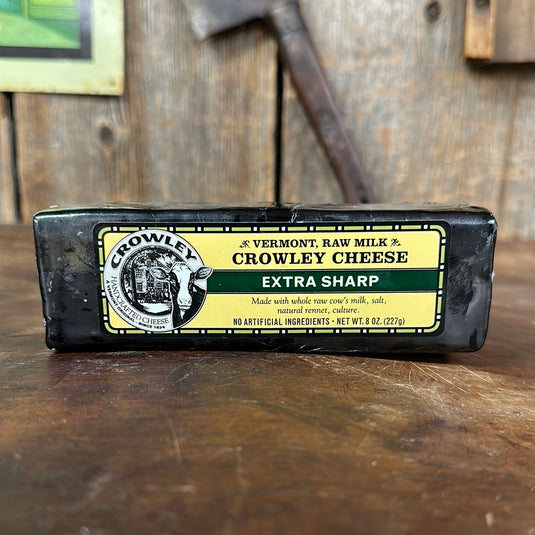 CROWLEY
HANDCRAFTED CHEESE
SINCE 1824
VERMONT, RAW MILK
CROWLEY CHEESE
EXTRA SHARP
Made with whole raw cow's milk, salt,
natural rennet, culture.
NO ARTIFICIAL INGREDIENTS • NET WT. 8 OZ. (227g)